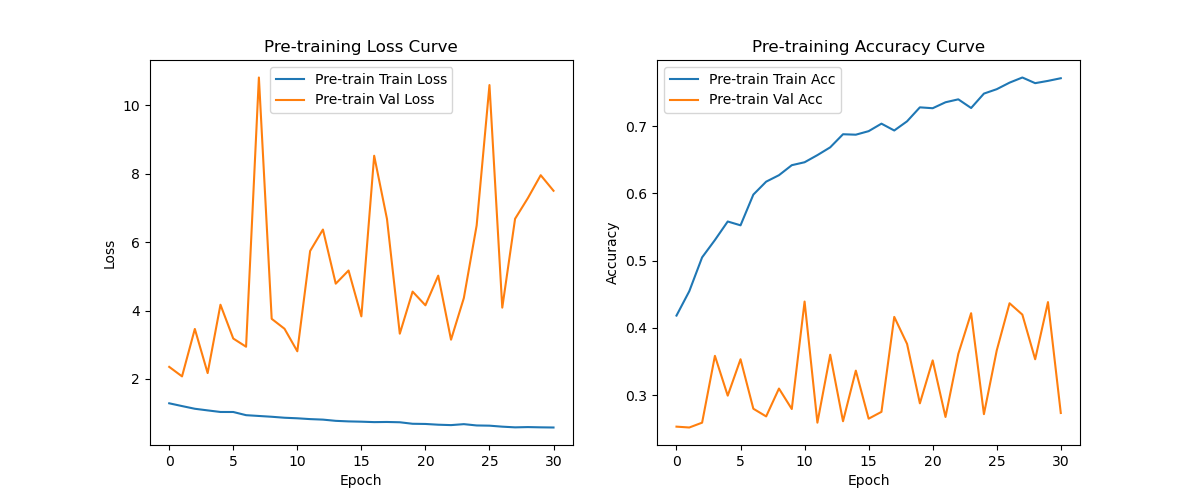 Pre-training Loss Curve
Pre-train Train Loss
Pre-train Val Loss
10
8
6
4
2
Loss
0 5 10 15 20 25 30
Epoch
Pre-training Accuracy Curve
Pre-train Train Acc
Pre-train Val Acc
0.7
0.6
0.5
0.4
0.3
Accuracy
0 5 10 15 20 25 30
Epoch